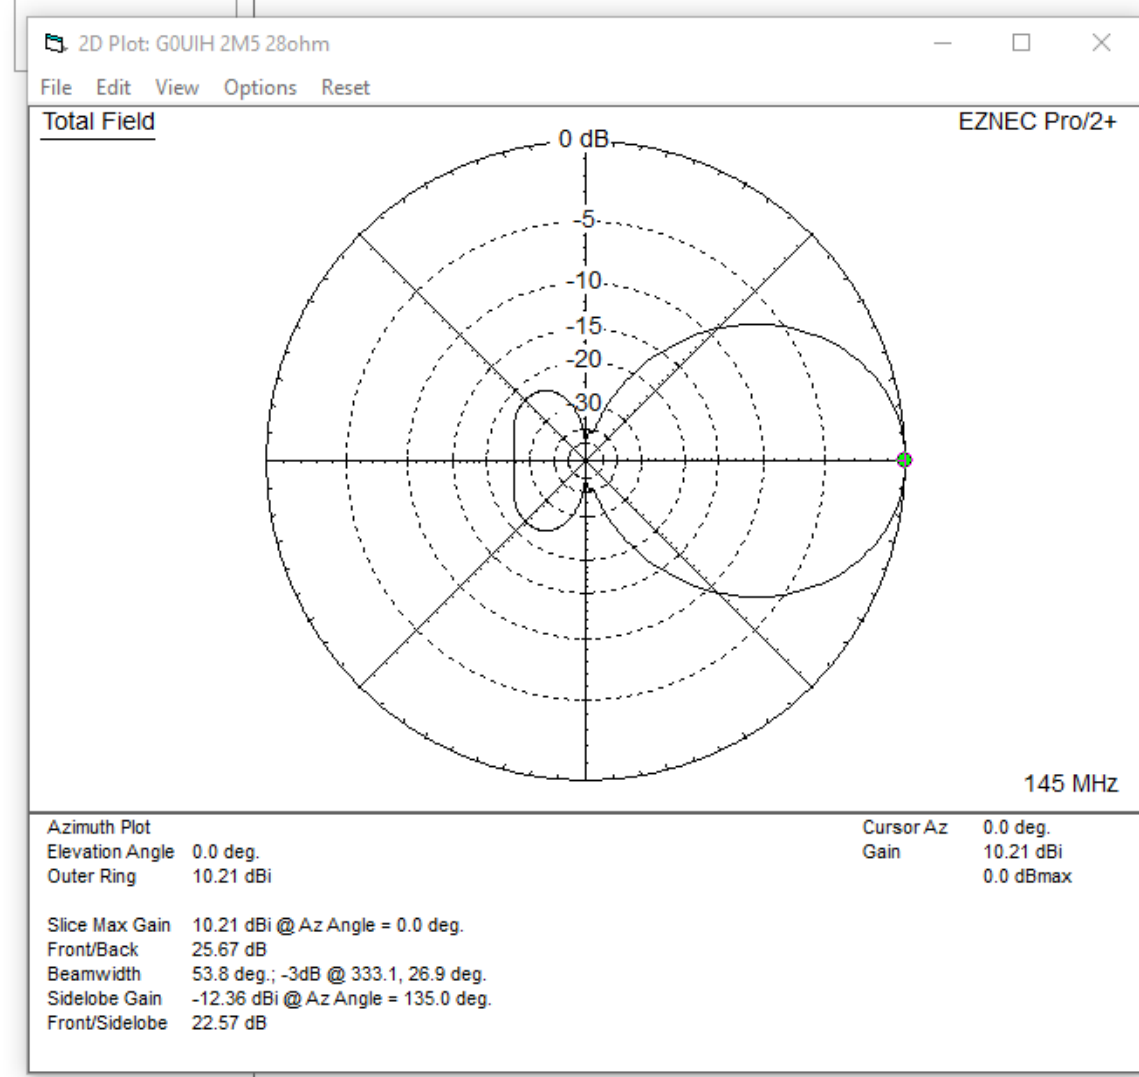 2D Plot: G0UIH 2M5 28ohm
File Edit View Options Reset
Total Field
EZNEC Pro/2+
0 dB
-5
-10
-15
-20
-30
145 MHz
Azimuth Plot
Elevation Angle 0.0 deg.
Outer Ring 10.21 dBi
Slice Max Gain 10.21 dBi @ Az Angle = 0.0 deg.
Front/Back 25.67 dB
Beamwidth 53.8 deg.; -3dB @ 333.1, 26.9 deg.
Sidelobe Gain -12.36 dBi @ Az Angle = 135.0 deg.
Front/Sidelobe 22.57 dB
Cursor Az 0.0 deg.
Gain 10.21 dBi
0.0 dBmax